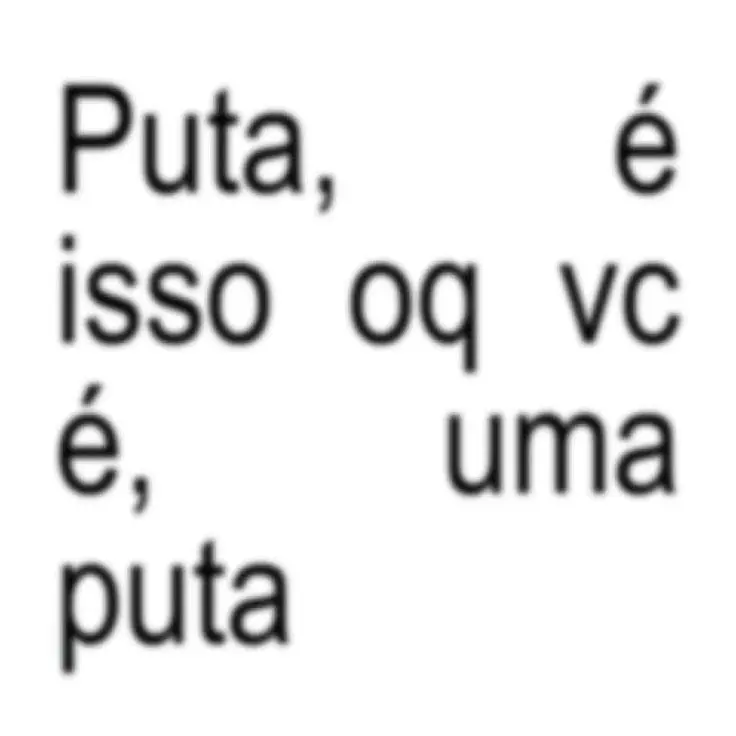 Puta, é
isso oq vc
é, uma
puta